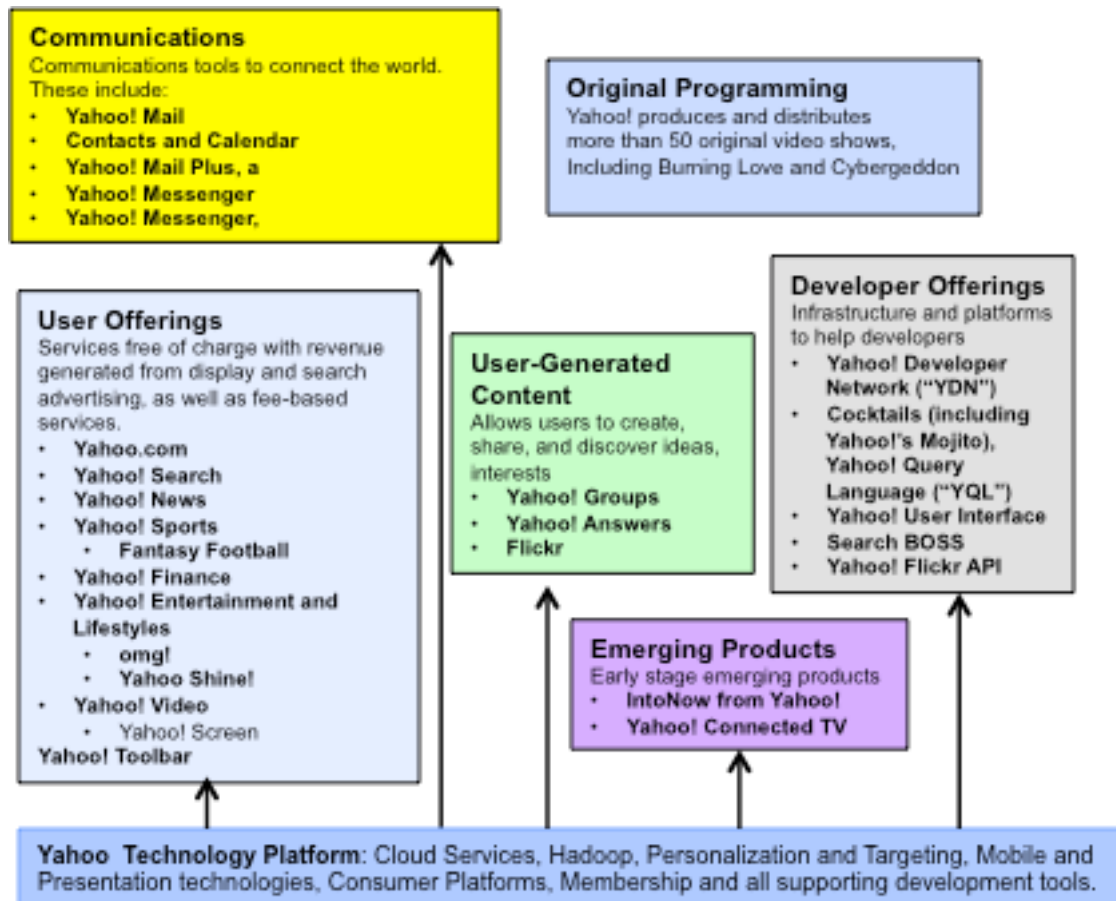 Communications
Communications tools to connect the world.
These include:
• Yahoo! Mail
• Contacts and Calendar
• Yahoo! Mail Plus, a
• Yahoo! Messenger
• Yahoo! Messenger,
Original Programming
Yahoo! produces and distributes
more than 50 original video shows,
Including Burning Love and Cybergeddon
User Offerings
Services free of charge with revenue
generated from display and search
advertising, as well as fee-based
services.
• Yahoo.com
• Yahoo! Search
• Yahoo! News
• Yahoo! Sports
• Fantasy Football
• Yahoo! Finance
• Yahoo! Entertainment and
Lifestyles
• omg!
• Yahoo Shine!
• Yahoo! Video
• Yahoo! Screen
Yahoo! Toolbar
User-Generated
Content
Allows users to create,
share, and discover ideas,
interests
• Yahoo! Groups
• Yahoo! Answers
• Flickr
Developer Offerings
Infrastructure and platforms
to help developers
• Yahoo! Developer
Network (“YDN”)
• Cocktails (including
Yahoo!'s Mojito),
Yahoo! Query
Language (“YQL”)
• Yahoo! User Interface
• Search BOSS
• Yahoo! Flickr API
Emerging Products
Early stage emerging products
• IntoNow from Yahoo!
• Yahoo! Connected TV
Yahoo Technology Platform: Cloud Services, Hadoop, Personalization and Targeting, Mobile and
Presentation technologies, Consumer Platforms, Membership and all supporting development tools.